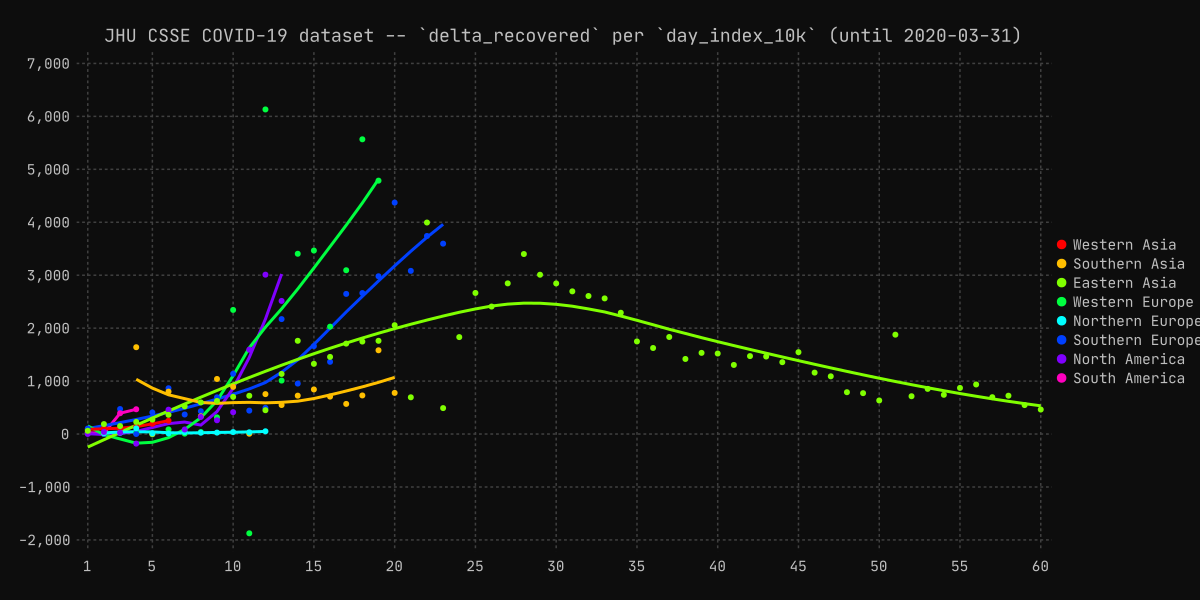 JHU CSSE COVID-19 dataset -- `delta_recovered` per `day_index_10k` (until 2020-03-31)
7,000
6,000
5,000
4,000
3,000
2,000
1,000
0
-1,000
-2,000
1 5 10 15 20 25 30 35 40 45 50 55 60
Western Asia
Southern Asia
Eastern Asia
Western Europe
Northern Europe
Southern Europe
North America
South America